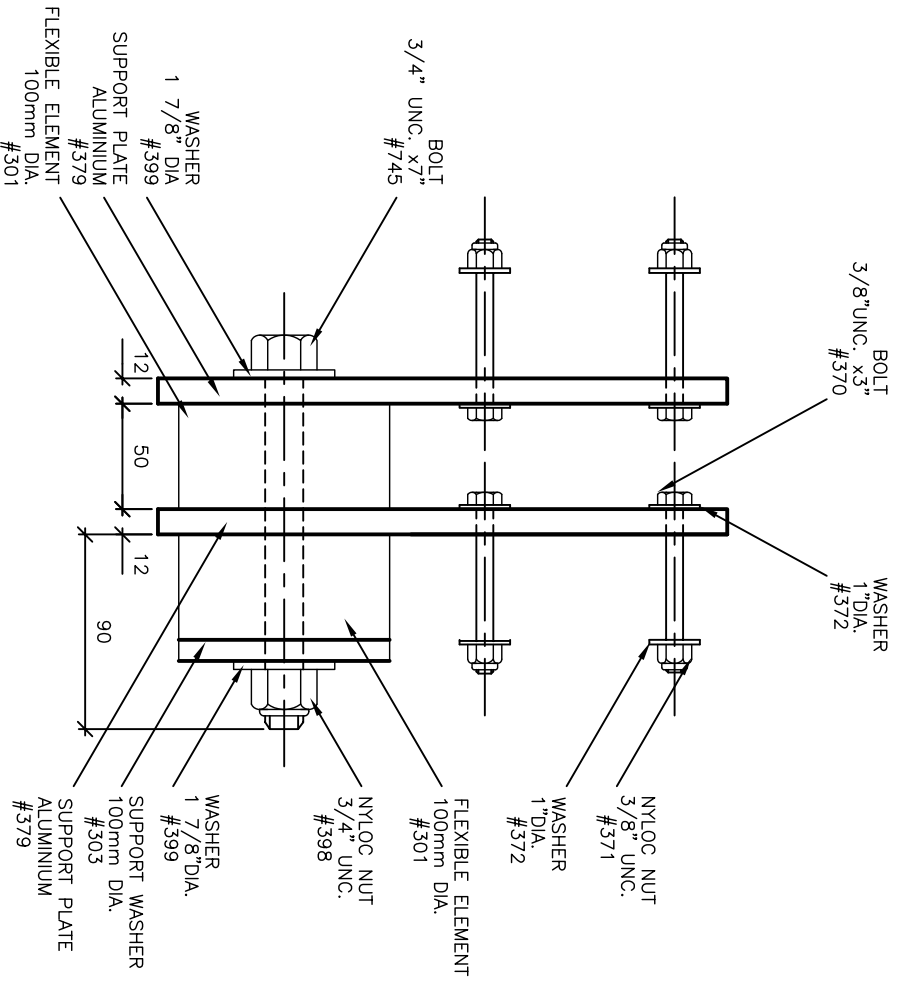 BOLT
3/4" UNC. x7"
#745
WASHER
1 7/8" DIA
#399
SUPPORT PLATE
ALUMINIUM
#379
FLEXIBLE ELEMENT
100mm DIA.
#301
BOLT
3/8"UNC. x3"
#370
WASHER
1"DIA.
#372
12
50
12
90
NYLOC NUT
3/8" UNC.
#371
WASHER
1"DIA.
#372
FLEXIBLE ELEMENT
100mm DIA.
#301
NYLOC NUT
3/4" UNC.
#398
WASHER
1 7/8"DIA.
#399
SUPPORT WASHER
100mm DIA.
#303
SUPPORT PLATE
ALUMINIUM
#379